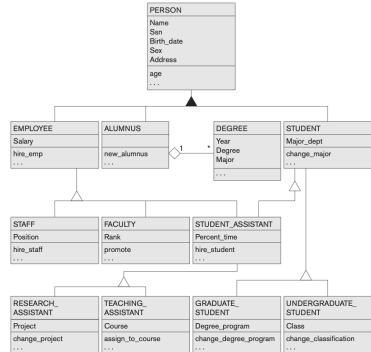 PERSON
Name
Ssn
Birth_date
Sex
Address
age
. . .
EMPLOYEE
Salary
hire_emp
. . .
ALUMNUS
new_alumnus
. . .
1
*
DEGREE
Year
Degree
Major
. . .
STUDENT
Major_dept
change_major
. . .
STAFF
Position
hire_staff
. . .
FACULTY
Rank
promote
. . .
STUDENT_ASSISTANT
Percent_time
hire_student
. . .
RESEARCH_
ASSISTANT
Project
change_project
. . .
TEACHING_
ASSISTANT
Course
assign_to_course
. . .
GRADUATE_
STUDENT
Degree_program
change_degree_program
. . .
UNDERGRADUATE_
STUDENT
Class
change_classification
. . .